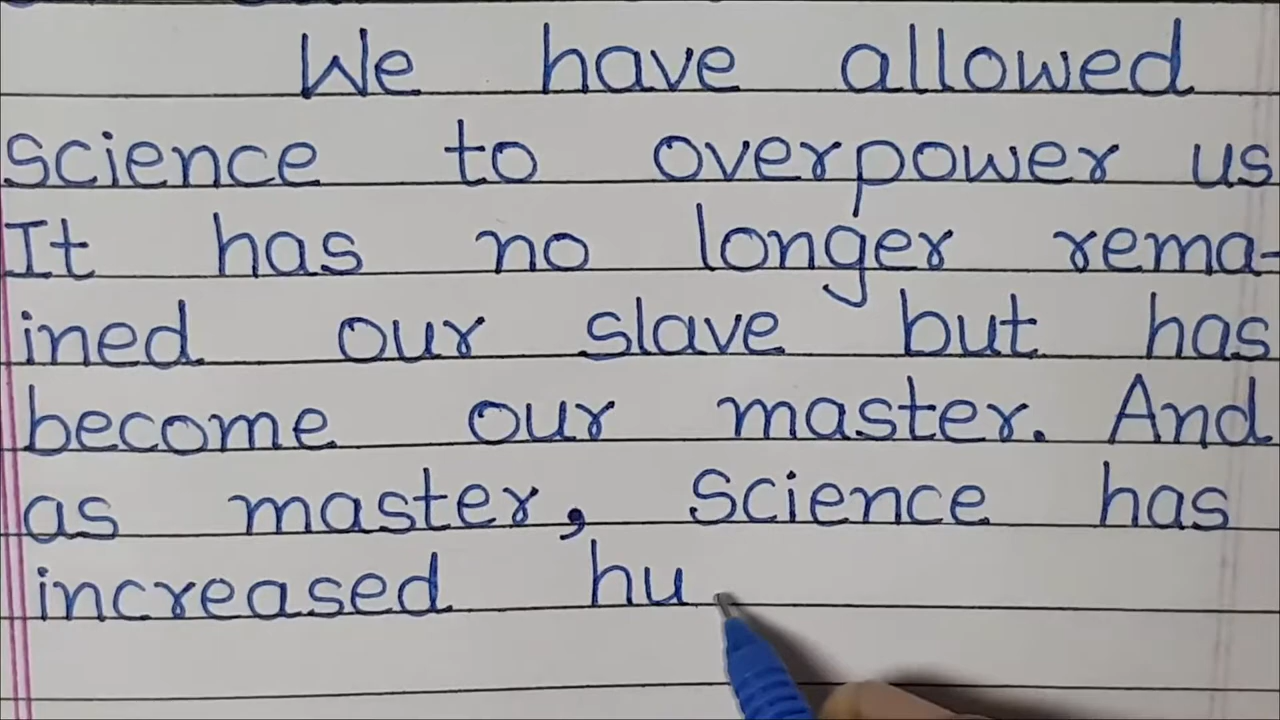 We have allowed
science to overpower us
It has no longer rema-
ined our slave but has
become our master. And
as master, Science has
increased hu